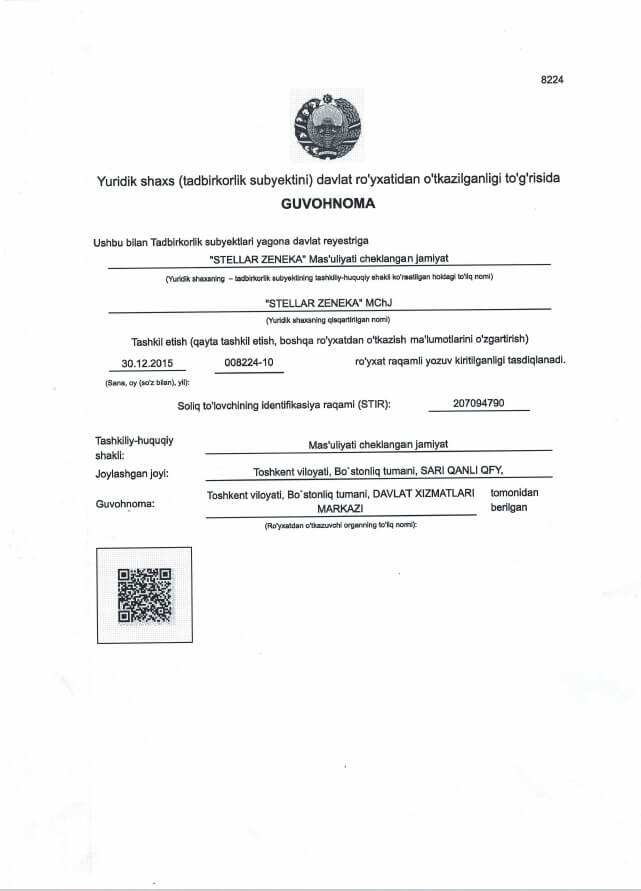 8224
Yuridik shaxs (tadbirkorlik subyektini) davlat ro'yxatidan o'tkazilganligi to'g'risida
GUVOHNOMA
Ushbu bilan Tadbirkorlik subyektlari yagona davlat reyestriga
"STELLAR ZENEKA" Mas'uliyati cheklangan jamiyat
(Yuridik shaxsning – tadbirkorlik subyektining tashkiliy-huquqiy shakli ko'rsatilgan holdagi to'liq nomi)
"STELLAR ZENEKA" MChJ
(Yuridik shaxsning qisqartirilgan nomi)
Tashkil etish (qayta tashkil etish, boshqa ro'yxatdan o'tkazish ma'lumotlarini o'zgartirish)
30.12.2015 008224-10 ro'yxat raqamli yozuv kiritilganligi tasdiqlanadi.
(Sana, oy (so'z bilan), yil):
Soliq to'lovchining identifikasiya raqami (STIR): 207094790
Tashkiliy-huquqiy
shakli: Mas'uliyati cheklangan jamiyat
Joylashgan joyi: Toshkent viloyati, Bo`stonliq tumani, SARI QANLI QFY,
Guvohnoma: Toshkent viloyati, Bo`stonliq tumani, DAVLAT XIZMATLARI tomonidan
MARKAZI berilgan
(Ro'yxatdan o'tkazuvchi organning to'liq nomi):